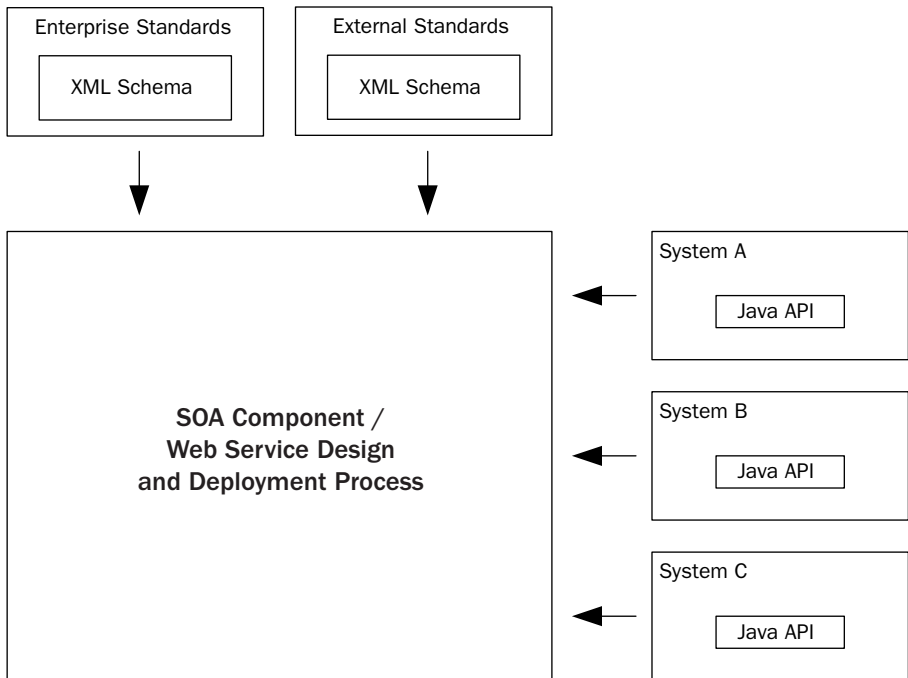 Enterprise Standards
XML Schema
External Standards
XML Schema
SOA Component /
Web Service Design
and Deployment Process
System A
Java API
System B
Java API
System C
Java API